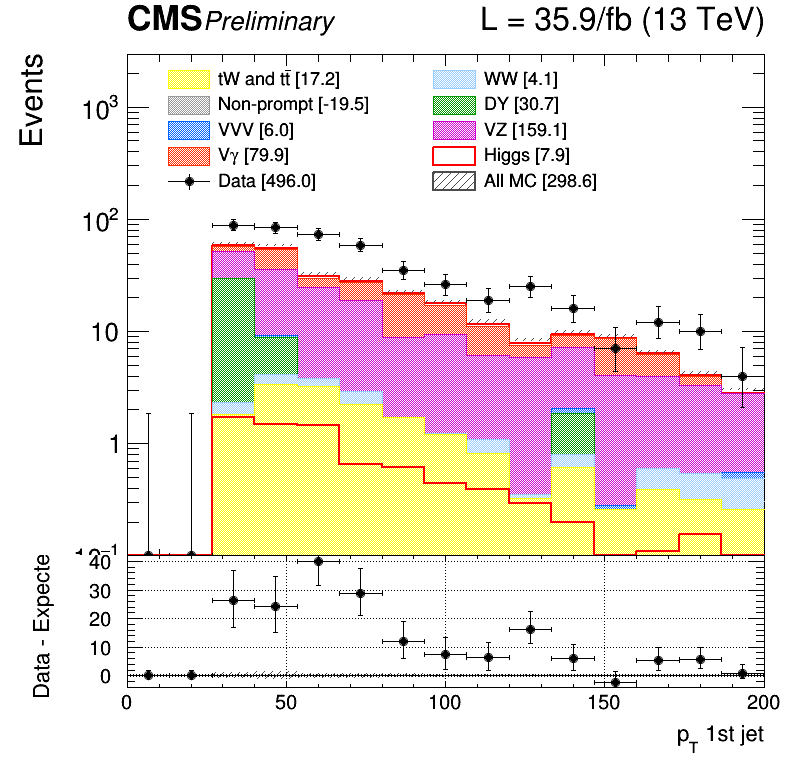 CMS Preliminary L = 35.9/fb (13 TeV)
Events
tW and tt̄ [17.2] WW [4.1]
Non-prompt [-19.5] DY [30.7]
VVV [6.0] VZ [159.1]
Vγ [79.9] Higgs [7.9]
Data [496.0] All MC [298.6]
10³
10²
10
1
Data - Expecte
40
30
20
10
0
0 50 100 150 200
p_T 1st jet